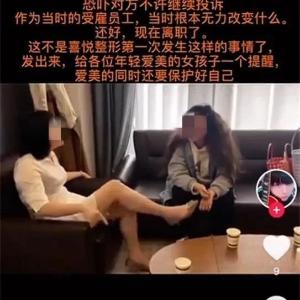 恐吓对方不许继续投诉
作为当时的受雇员工，当时根本无力改变什么。
还好，现在离职了。
这不是喜悦整形第一次发生这样的事情了，
发出来，给各位年轻爱美的女孩子一个提醒，
爱美的同时还要保护好自己
9